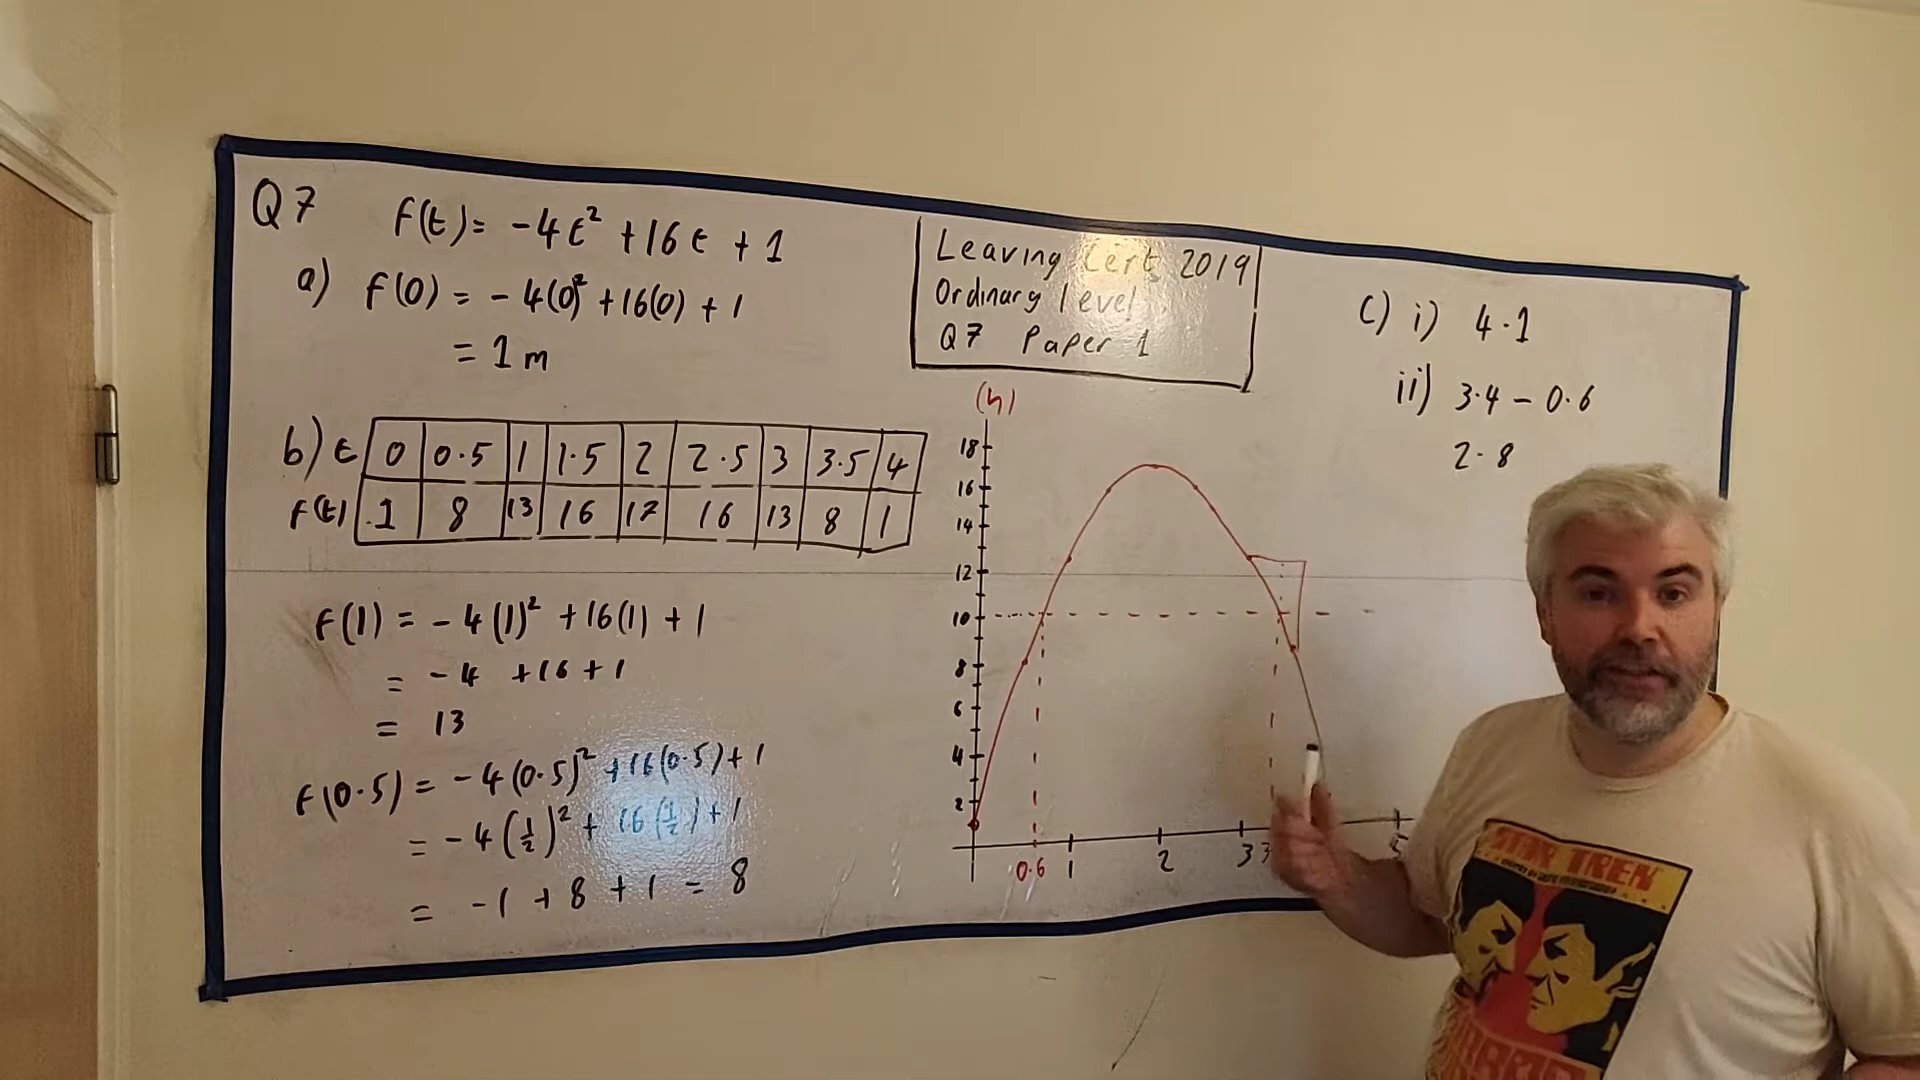 Q7 f(t) = -4t² + 16t + 1
a) f(0) = -4(0)² + 16(0) + 1
= 1 m
b) t 0 0.5 1 1.5 2 2.5 3 3.5 4
f(t) 1 8 13 16 17 16 13 8 1
f(1) = -4(1)² + 16(1) + 1
= -4 + 16 + 1
= 13
f(0.5) = -4(0.5)² + 16(0.5) + 1
= -4(½)² + 16(½) + 1
= -1 + 8 + 1 = 8
Leaving Cert 2019
Ordinary level
Q7 Paper 1
(h)
18
16
14
12
10
8
6
4
2
0.6 1 2 3 3 5
c) i) 4.1
ii) 3.4 - 0.6
2.8
STAR TREK